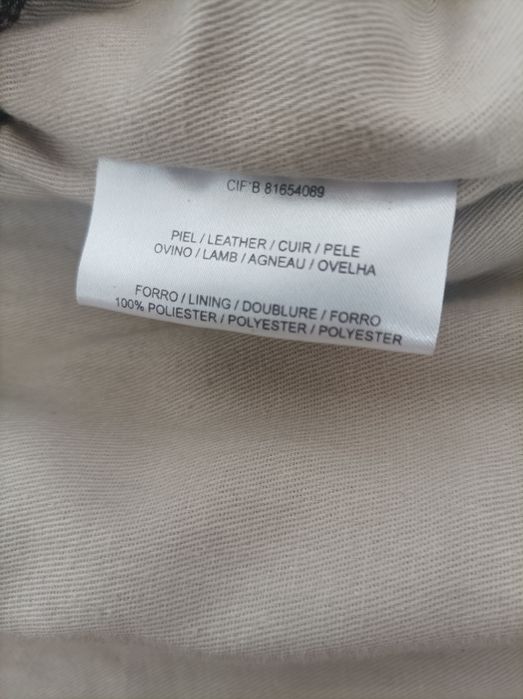 CIF*B 81654089
PIEL / LEATHER / CUIR / PELE
OVINO / LAMB / AGNEAU / OVELHA
FORRO / LINING / DOUBLURE / FORRO
100% POLIESTER / POLYESTER / POLYESTER